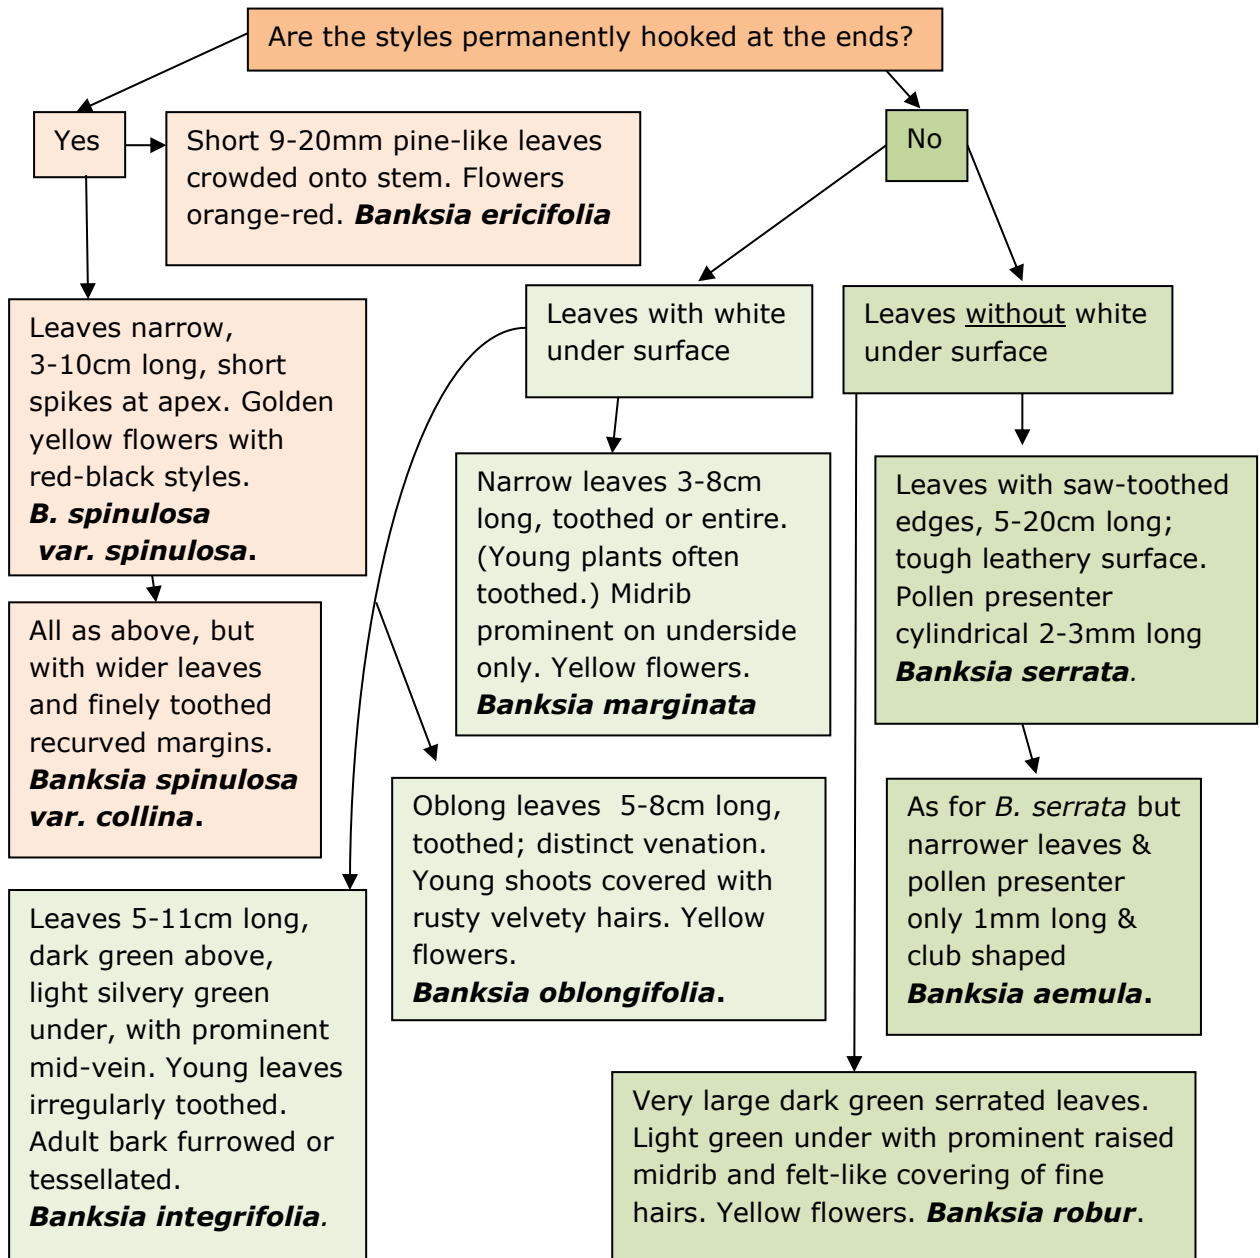 Are the styles permanently hooked at the ends?
Yes
Short 9-20mm pine-like leaves
crowded onto stem. Flowers
orange-red. Banksia ericifolia
No
Leaves narrow,
3-10cm long, short
spikes at apex. Golden
yellow flowers with
red-black styles.
B. spinulosa
var. spinulosa.
All as above, but
with wider leaves
and finely toothed
recurved margins.
Banksia spinulosa
var. collina.
Leaves with white
under surface
Narrow leaves 3-8cm
long, toothed or entire.
(Young plants often
toothed.) Midrib
prominent on underside
only. Yellow flowers.
Banksia marginata
Oblong leaves 5-8cm long,
toothed; distinct venation.
Young shoots covered with
rusty velvety hairs. Yellow
flowers.
Banksia oblongifolia.
Leaves 5-11cm long,
dark green above,
light silvery green
under, with prominent
mid-vein. Young leaves
irregularly toothed.
Adult bark furrowed or
tessellated.
Banksia integrifolia.
Leaves without white
under surface
Leaves with saw-toothed
edges, 5-20cm long;
tough leathery surface.
Pollen presenter
cylindrical 2-3mm long
Banksia serrata.
As for B. serrata but
narrower leaves &
pollen presenter
only 1mm long &
club shaped
Banksia aemula.
Very large dark green serrated leaves.
Light green under with prominent raised
midrib and felt-like covering of fine
hairs. Yellow flowers. Banksia robur.